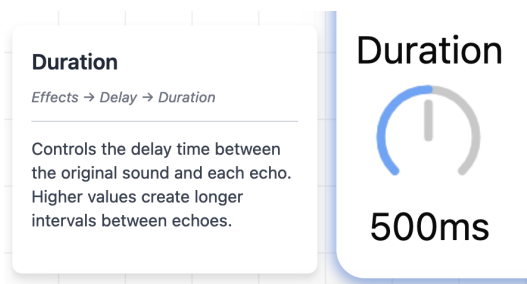 Duration
Effects → Delay → Duration
Controls the delay time between
the original sound and each echo.
Higher values create longer
intervals between echoes.
Duration
500ms